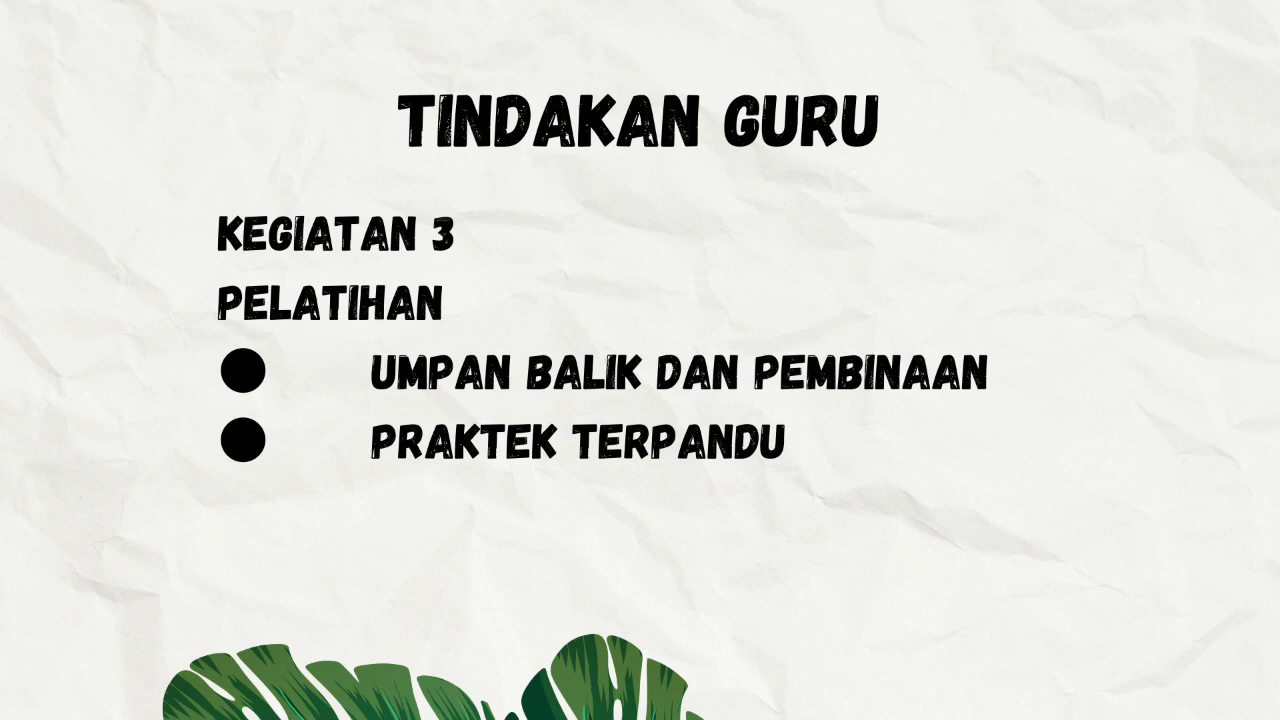 TINDAKAN GURU
KEGIATAN 3
PELATIHAN
● UMPAN BALIK DAN PEMBINAAN
● PRAKTEK TERPANDU